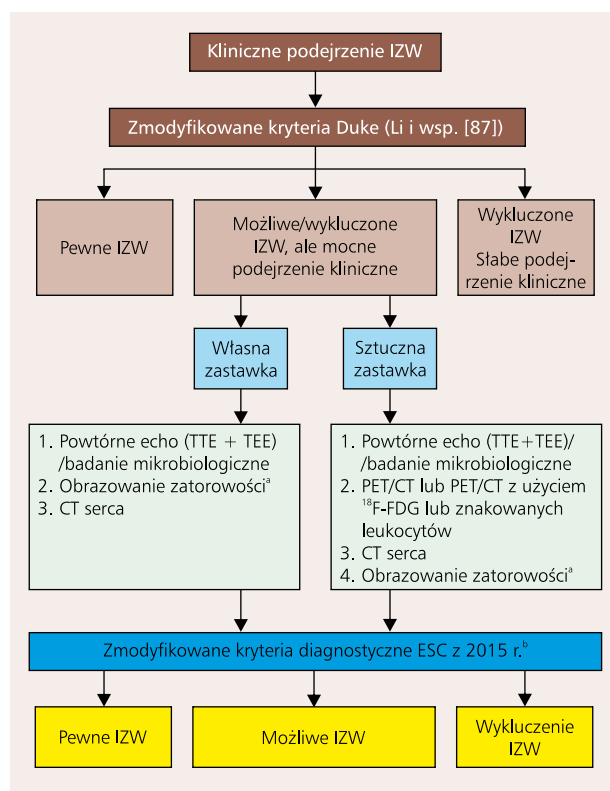 Kliniczne podejrzenie IZW
Zmodyfikowane kryteria Duke (Li i wsp. [87])
Pewne IZW
Możliwe/wykluczone
IZW, ale mocne
podejrzenie kliniczne
Wykluczone
IZW
Słabe podej-
rzenie kliniczne
Własna
zastawka
Sztuczna
zastawka
1. Powtórne echo (TTE + TEE)
/badanie mikrobiologiczne
2. Obrazowanie zatorowościᵃ
3. CT serca
1. Powtórne echo (TTE+TEE)/
/badanie mikrobiologiczne
2. PET/CT lub PET/CT z użyciem
¹⁸F-FDG lub znakowanych
leukocytów
3. CT serca
4. Obrazowanie zatorowościᵃ
Zmodyfikowane kryteria diagnostyczne ESC z 2015 r.ᵇ
Pewne IZW
Możliwe IZW
Wykluczenie
IZW